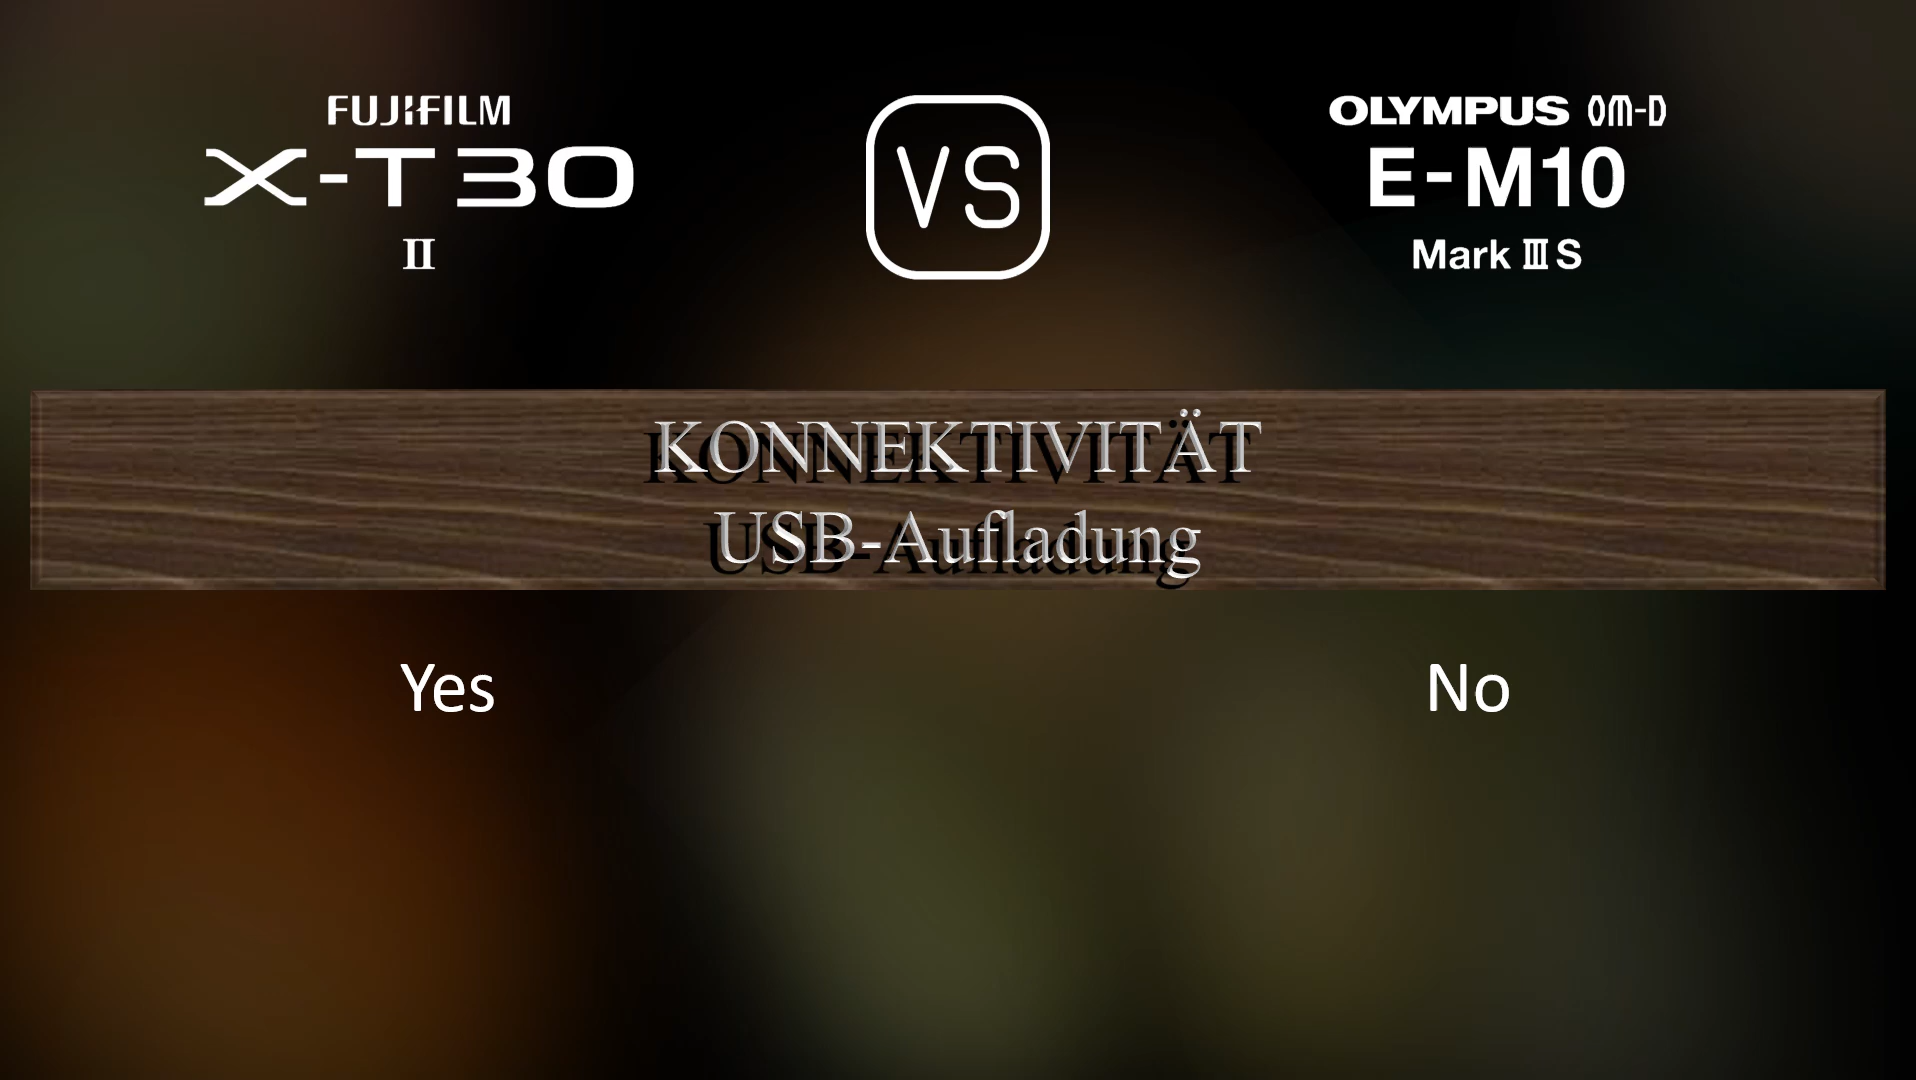 FUJIFILM
X-T30
II
VS
OLYMPUS OM-D
E-M10
Mark III S
KONNEKTIVITÄT
USB-Aufladung
Yes
No